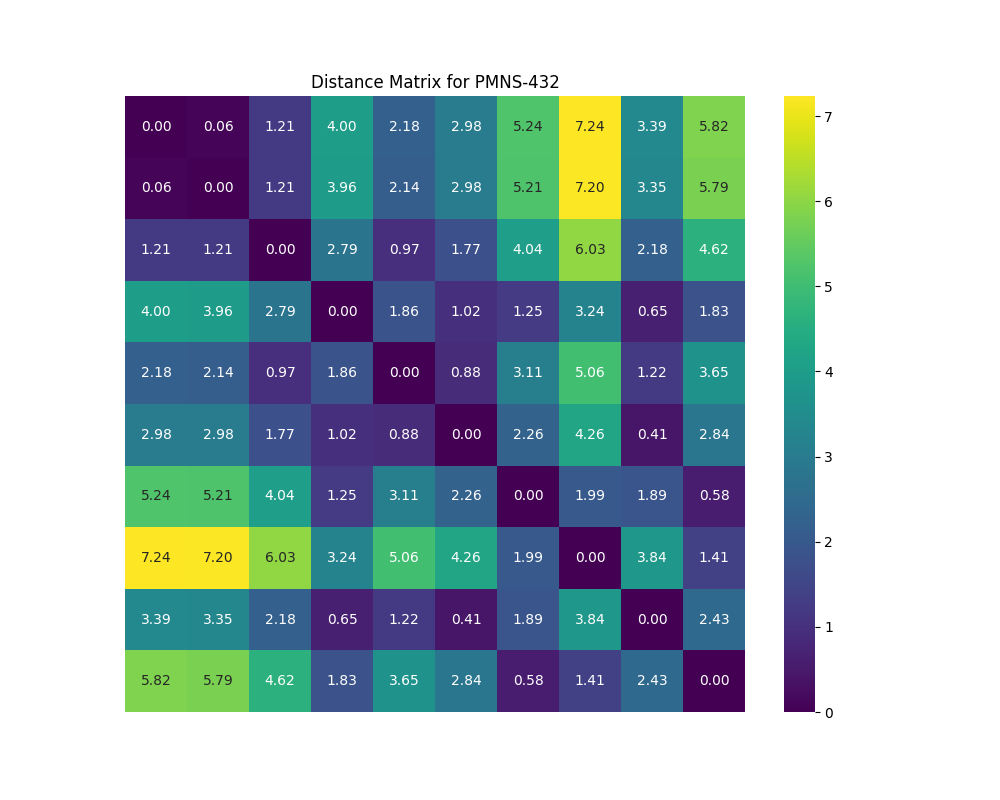 Distance Matrix for PMNS-432
0.00 0.06 1.21 4.00 2.18 2.98 5.24 7.24 3.39 5.82
0.06 0.00 1.21 3.96 2.14 2.98 5.21 7.20 3.35 5.79
1.21 1.21 0.00 2.79 0.97 1.77 4.04 6.03 2.18 4.62
4.00 3.96 2.79 0.00 1.86 1.02 1.25 3.24 0.65 1.83
2.18 2.14 0.97 1.86 0.00 0.88 3.11 5.06 1.22 3.65
2.98 2.98 1.77 1.02 0.88 0.00 2.26 4.26 0.41 2.84
5.24 5.21 4.04 1.25 3.11 2.26 0.00 1.99 1.89 0.58
7.24 7.20 6.03 3.24 5.06 4.26 1.99 0.00 3.84 1.41
3.39 3.35 2.18 0.65 1.22 0.41 1.89 3.84 0.00 2.43
5.82 5.79 4.62 1.83 3.65 2.84 0.58 1.41 2.43 0.00
7
6
5
4
3
2
1
0